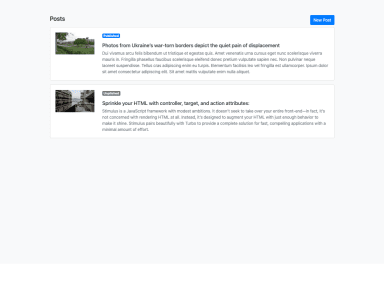 Posts
New Post
Published
Photos from Ukraine's war-torn borders depict the quiet pain of displacement
Our vivamus arcu felis bibendum ut tristique et egestas quis. Amet venenatis urna cursus eget nunc scelerisque viverra
mauris in. Fringilla phasellus faucibus scelerisque eleifend donec pretium vulputate sapien nec. Non pulvinar neque
laoreet suspendisse. Tellus cras adipiscing enim eu turpis. Elementum facilisis leo vel fringilla est ullamcorper. Ipsum dolor
sit amet consectetur adipiscing elit. Sit amet mattis vulputate enim nulla aliquet.
Sprinkle your HTML with controller, target, and action attributes:
Stimulus is a JavaScript framework with modest ambitions. It doesn't seek to take over your entire front-end—in fact, it's
not concerned with rendering HTML at all. Instead, it's designed to augment your HTML with just enough behavior to
make it shine. Stimulus pairs beautifully with Turbo to provide a complete solution for fast, compelling applications with a
minimal amount of effort.